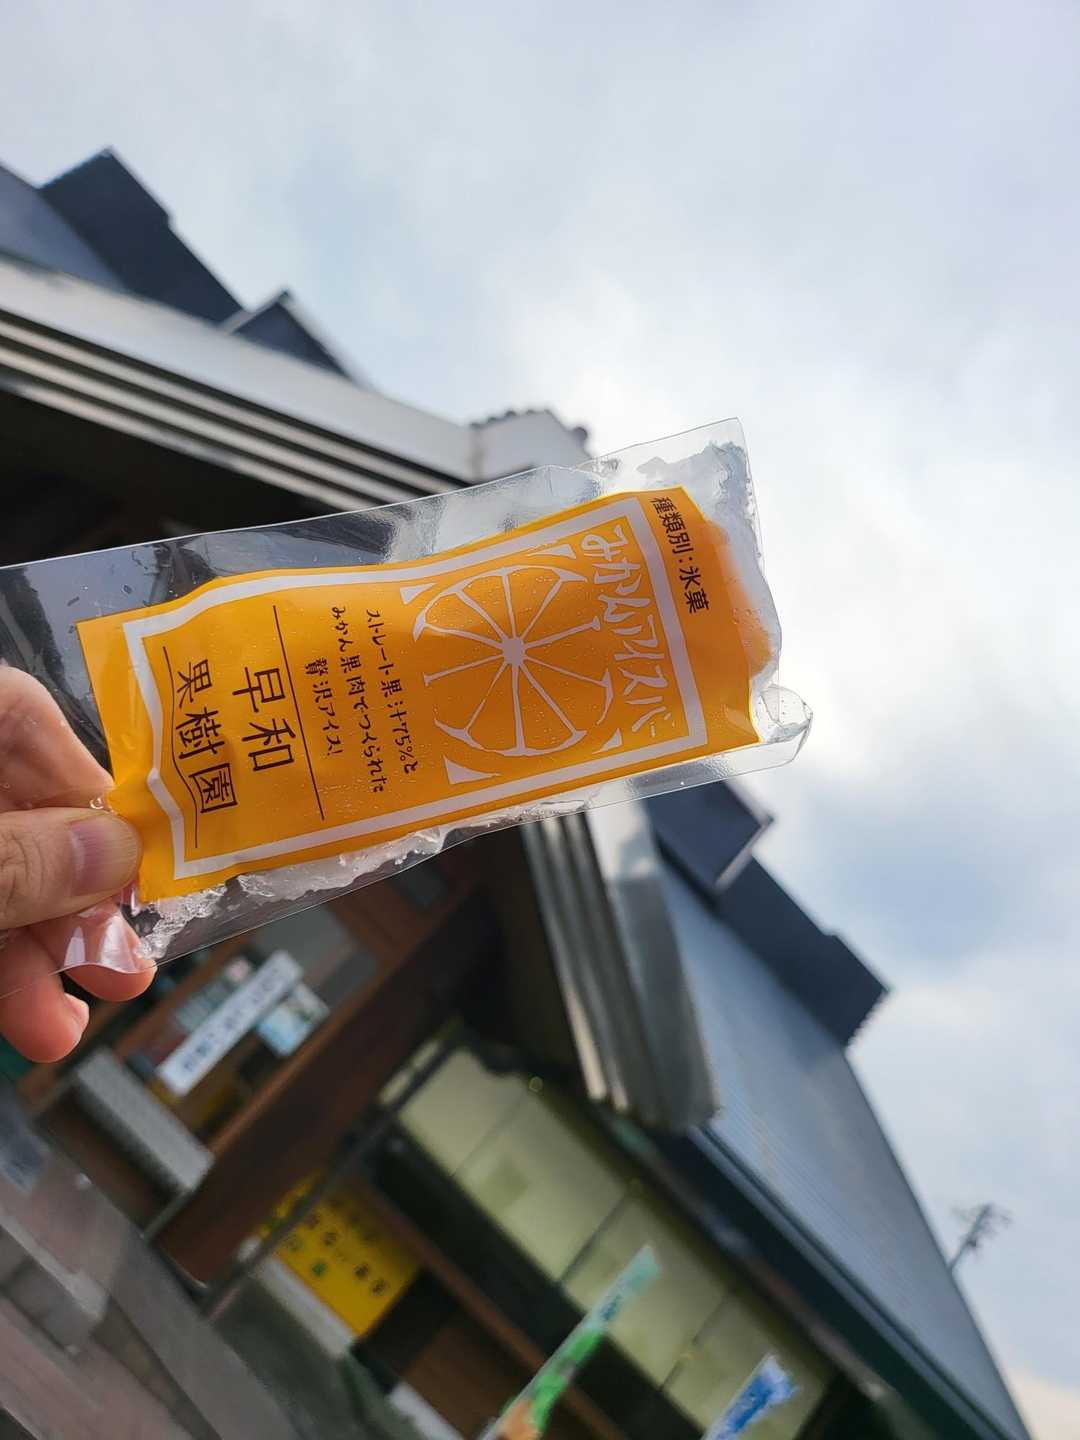 種類別：氷菓
みかんアイスバー
ストレート果汁75%と
みかん果肉でつくられた
贅沢アイス！
早和
果樹園